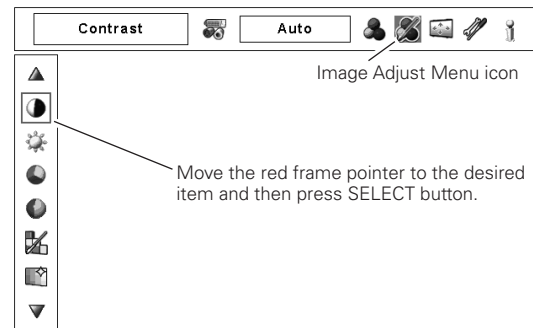 Contrast
Auto
Image Adjust Menu icon
Move the red frame pointer to the desired
item and then press SELECT button.